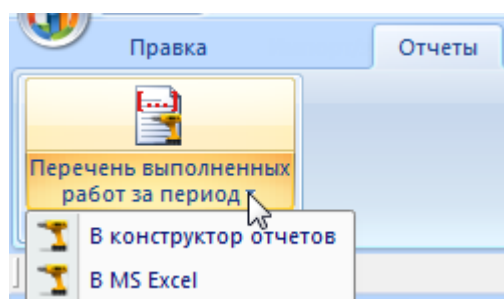 Правка
Отчеты
Перечень выполненных
работ за период
В конструктор отчетов
В MS Excel